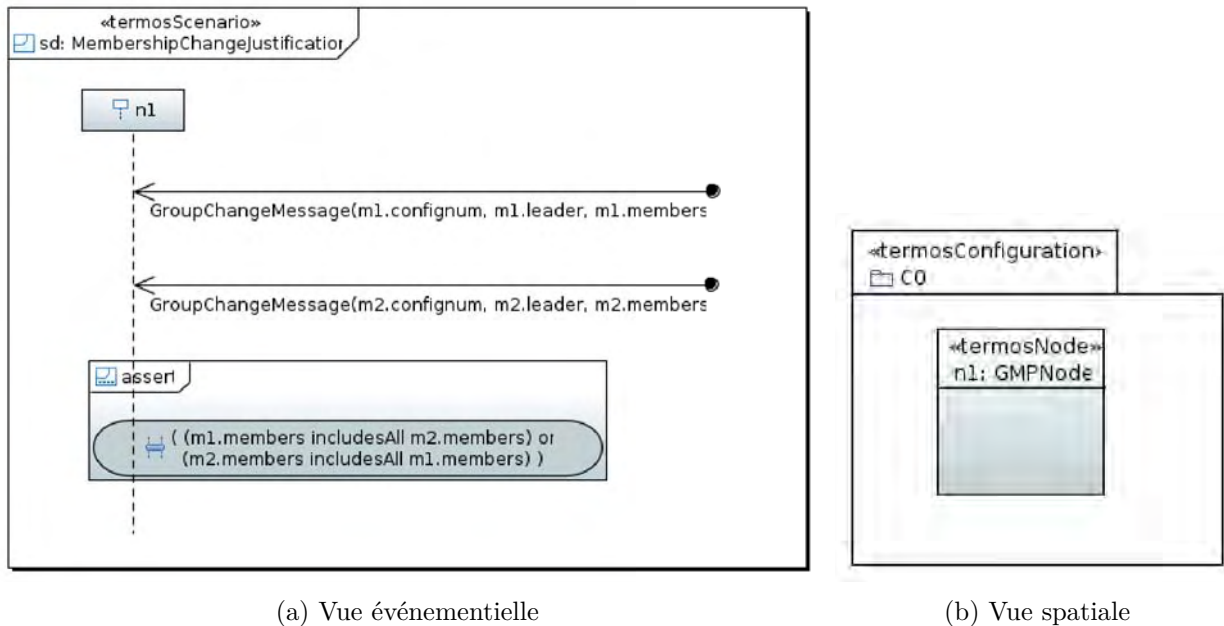 «termosScenario»
sd: MembershipChangeJustification
n1
GroupChangeMessage(m1.confignum, m1.leader, m1.members
GroupChangeMessage(m2.confignum, m2.leader, m2.members
assert
( (m1.members includesAll m2.members) or
(m2.members includesAll m1.members) )
«termosConfiguration»
C0
«termosNode»
n1: GMPNode
(a) Vue événementielle
(b) Vue spatiale